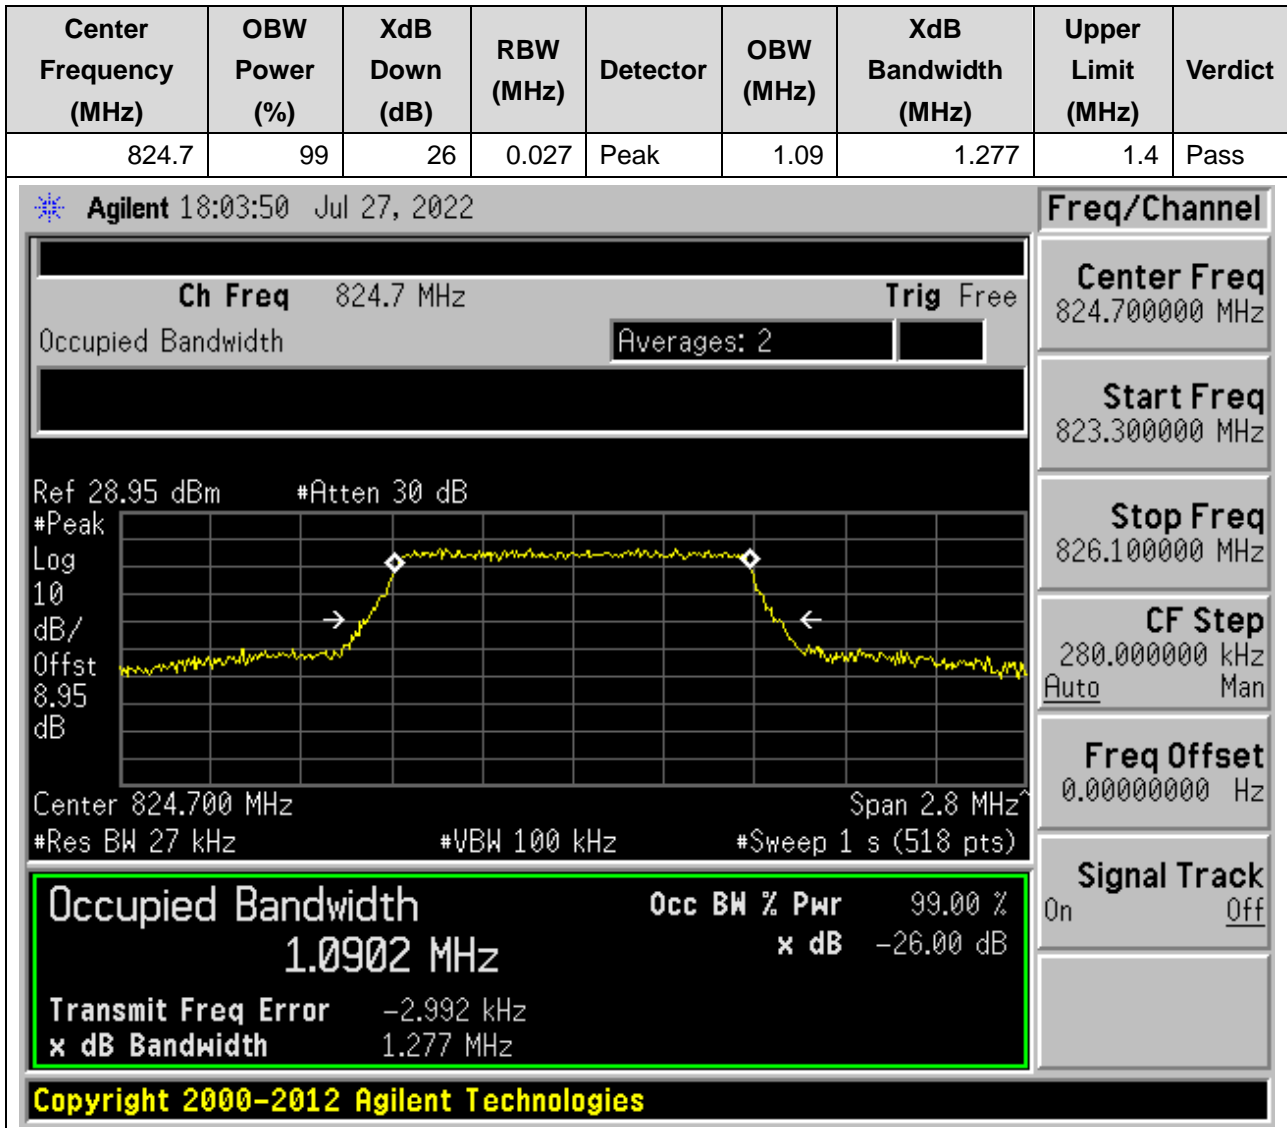 Center Frequency (MHz) OBW Power (%) XdB Down (dB) RBW (MHz) Detector OBW (MHz) XdB Bandwidth (MHz) Upper Limit (MHz) Verdict
824.7 99 26 0.027 Peak 1.09 1.277 1.4 Pass
Agilent 18:03:50 Jul 27, 2022
Freq/Channel
Ch Freq 824.7 MHz Trig Free
Occupied Bandwidth Averages: 2
Ref 28.95 dBm #Atten 30 dB
#Peak
Log
10
dB/
Offst
8.95
dB
Center 824.700 MHz Span 2.8 MHz^
#Res BW 27 kHz #VBW 100 kHz #Sweep 1 s (518 pts)
Occupied Bandwidth Occ BW % Pwr 99.00 %
1.0902 MHz x dB -26.00 dB
Transmit Freq Error -2.992 kHz
x dB Bandwidth 1.277 MHz
Center Freq
824.700000 MHz
Start Freq
823.300000 MHz
Stop Freq
826.100000 MHz
CF Step
280.000000 kHz
Auto Man
Freq Offset
0.00000000 Hz
Signal Track
On Off
Copyright 2000-2012 Agilent Technologies